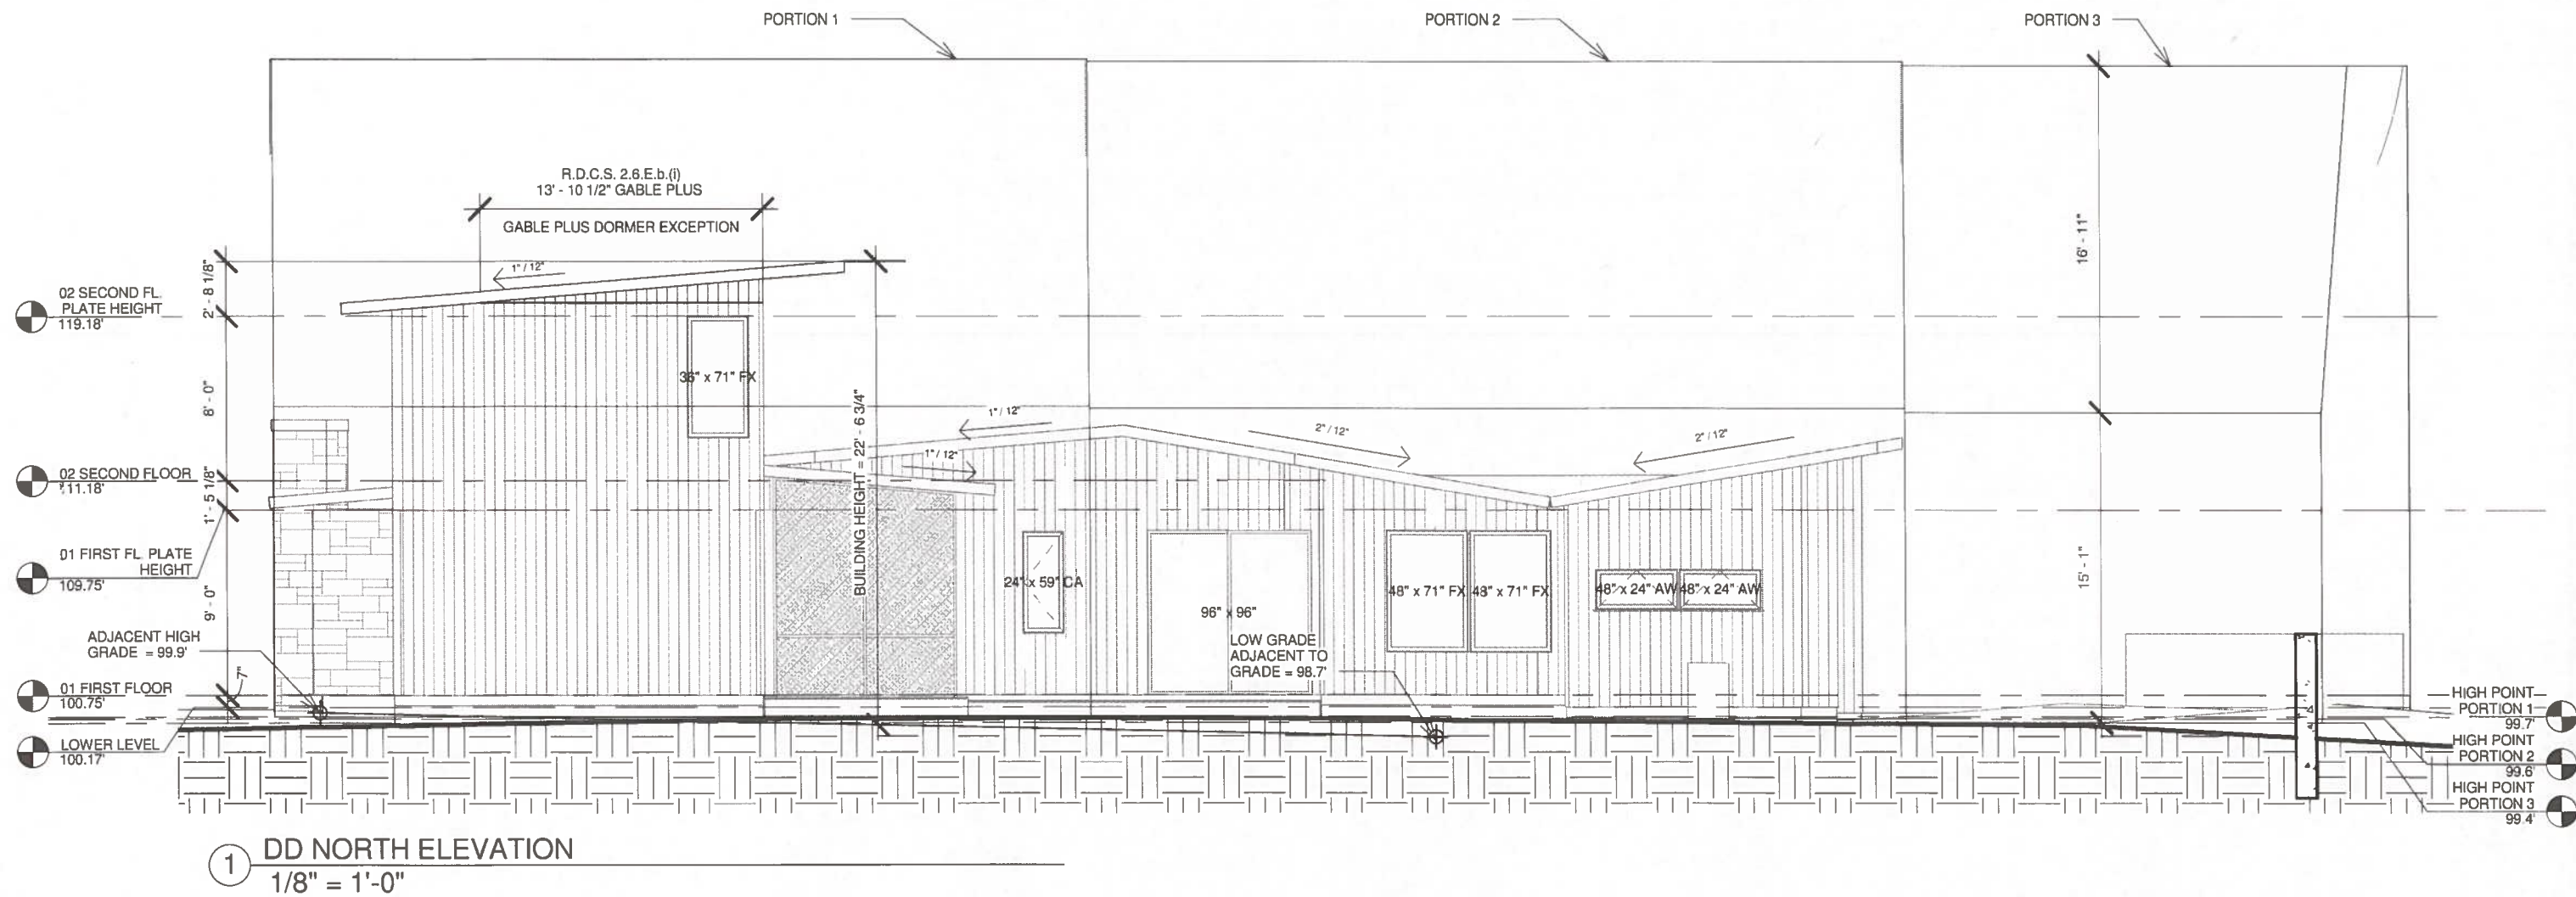 PORTION 1
PORTION 2
PORTION 3
R.D.C.S. 2.6.E.b.(i)
13' - 10 1/2" GABLE PLUS
GABLE PLUS DORMER EXCEPTION
1" / 12"
2' - 8 1/8"
02 SECOND FL.
PLATE HEIGHT
119.18'
16' - 11"
36" x 71" FX
8' - 0"
BUILDING HEIGHT = 22' - 6 3/4"
1" / 12"
2" / 12"
2" / 12"
1" / 12"
02 SECOND FLOOR
111.18'
1' - 5 1/8"
01 FIRST FL. PLATE
HEIGHT
109.75'
9' - 0"
24" x 59" CA
96" x 96"
48" x 71" FX
48" x 71" FX
48" x 24" AW
48" x 24" AW
15' - 1"
ADJACENT HIGH
GRADE = 99.9'
LOW GRADE
ADJACENT TO
GRADE = 98.7'
7"
01 FIRST FLOOR
100.75'
LOWER LEVEL
100.17'
HIGH POINT
PORTION 1
99.7'
HIGH POINT
PORTION 2
99.6'
HIGH POINT
PORTION 3
99.4'
1
DD NORTH ELEVATION
1/8" = 1'-0"